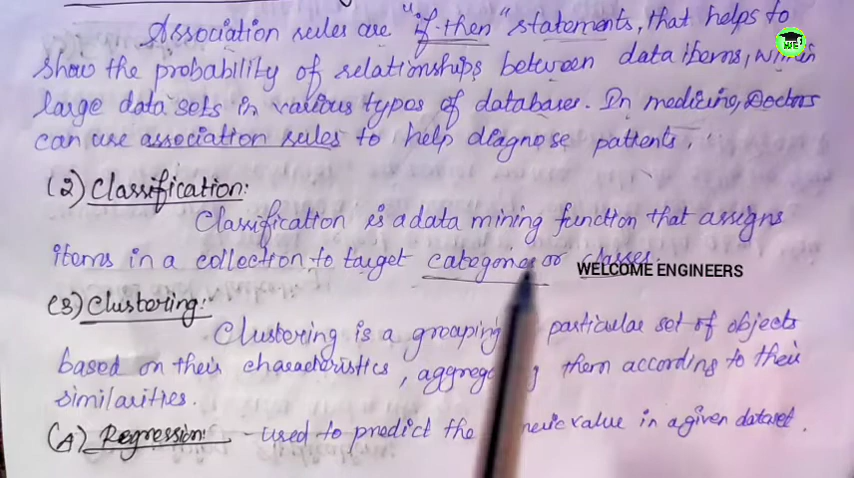 Association rules are "if then" statements, that helps to
show the probability of relationships between data items, within
large data sets in various types of databases. In medicine, Doctors
can use association rules to help diagnose patients.
(2) Classification:
Classification is a data mining function that assigns
items in a collection to target categories or classes.
WELCOME ENGINEERS
(3) Clustering:
Clustering is a grouping particular set of objects
based on their characteristics, them according to their
similarities.
(4) Regression: - used to predict the value in a given dataset.